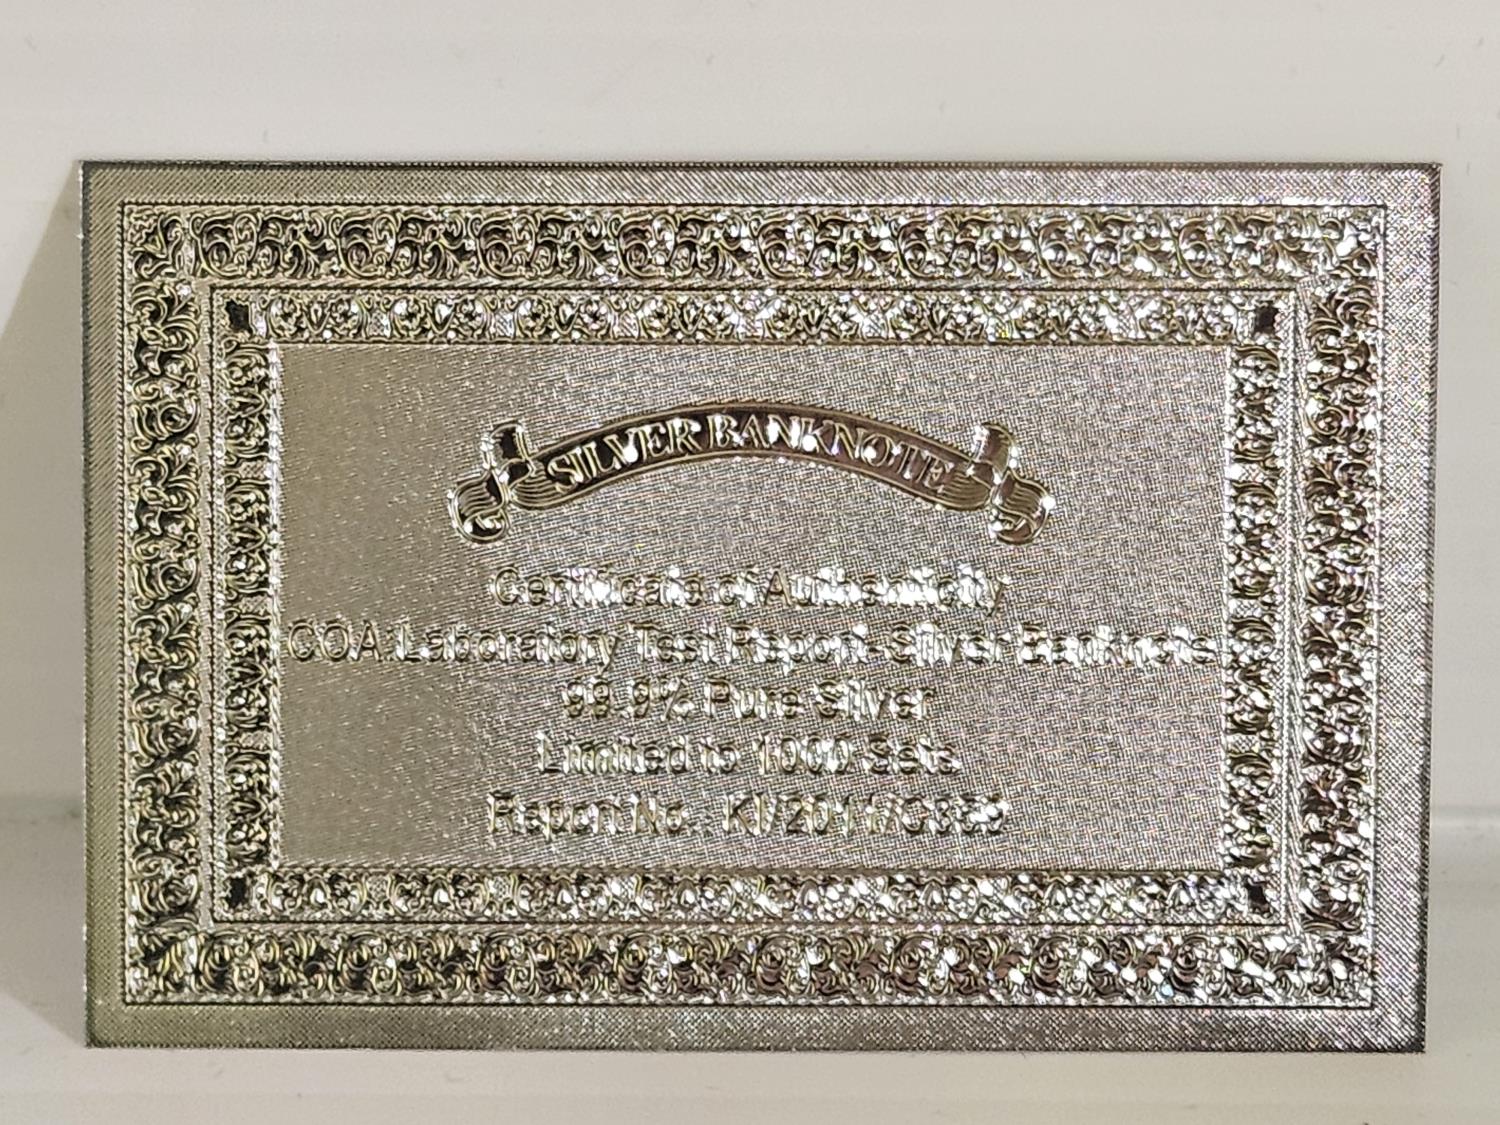 SILVER BANKNOTE
Certificate of Authenticity
COA:Laboratory Test Report-Silver Banknote
99.9% Pure Silver
Limited to 1000 Sets
Report No.